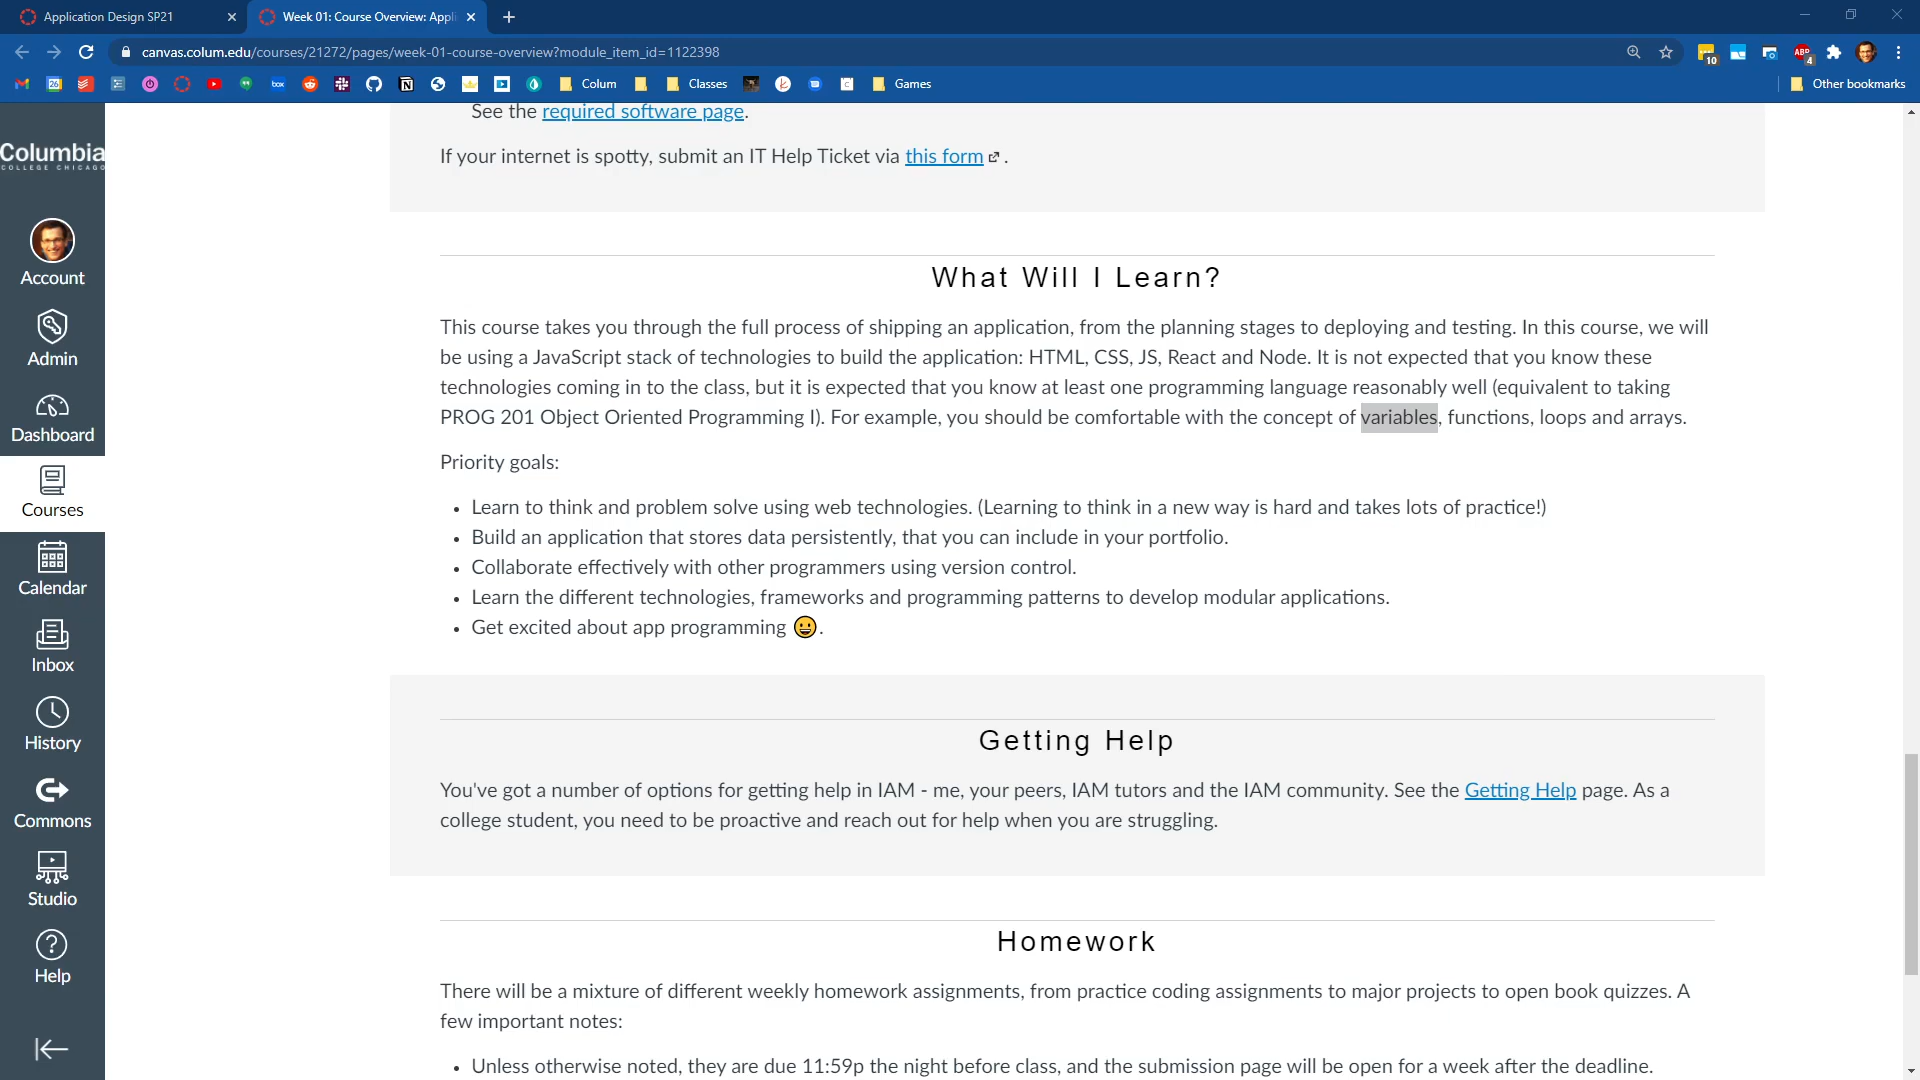 Application Design SP21
Week 01: Course Overview: Appli
canvas.colum.edu/courses/21272/pages/week-01-course-overview?module_item_id=1122398
10
ABP
4
26
box
Colum
Classes
Games
Other bookmarks
Columbia
COLLEGE CHICAGO
Account
Admin
Dashboard
Courses
Calendar
Inbox
History
Commons
Studio
Help
See the required software page.
If your internet is spotty, submit an IT Help Ticket via this form .
What Will I Learn?
This course takes you through the full process of shipping an application, from the planning stages to deploying and testing. In this course, we will
be using a JavaScript stack of technologies to build the application: HTML, CSS, JS, React and Node. It is not expected that you know these
technologies coming in to the class, but it is expected that you know at least one programming language reasonably well (equivalent to taking
PROG 201 Object Oriented Programming I). For example, you should be comfortable with the concept of variables, functions, loops and arrays.
Priority goals:
• Learn to think and problem solve using web technologies. (Learning to think in a new way is hard and takes lots of practice!)
• Build an application that stores data persistently, that you can include in your portfolio.
• Collaborate effectively with other programmers using version control.
• Learn the different technologies, frameworks and programming patterns to develop modular applications.
• Get excited about app programming 😀.
Getting Help
You've got a number of options for getting help in IAM - me, your peers, IAM tutors and the IAM community. See the Getting Help page. As a
college student, you need to be proactive and reach out for help when you are struggling.
Homework
There will be a mixture of different weekly homework assignments, from practice coding assignments to major projects to open book quizzes. A
few important notes:
• Unless otherwise noted, they are due 11:59p the night before class, and the submission page will be open for a week after the deadline.